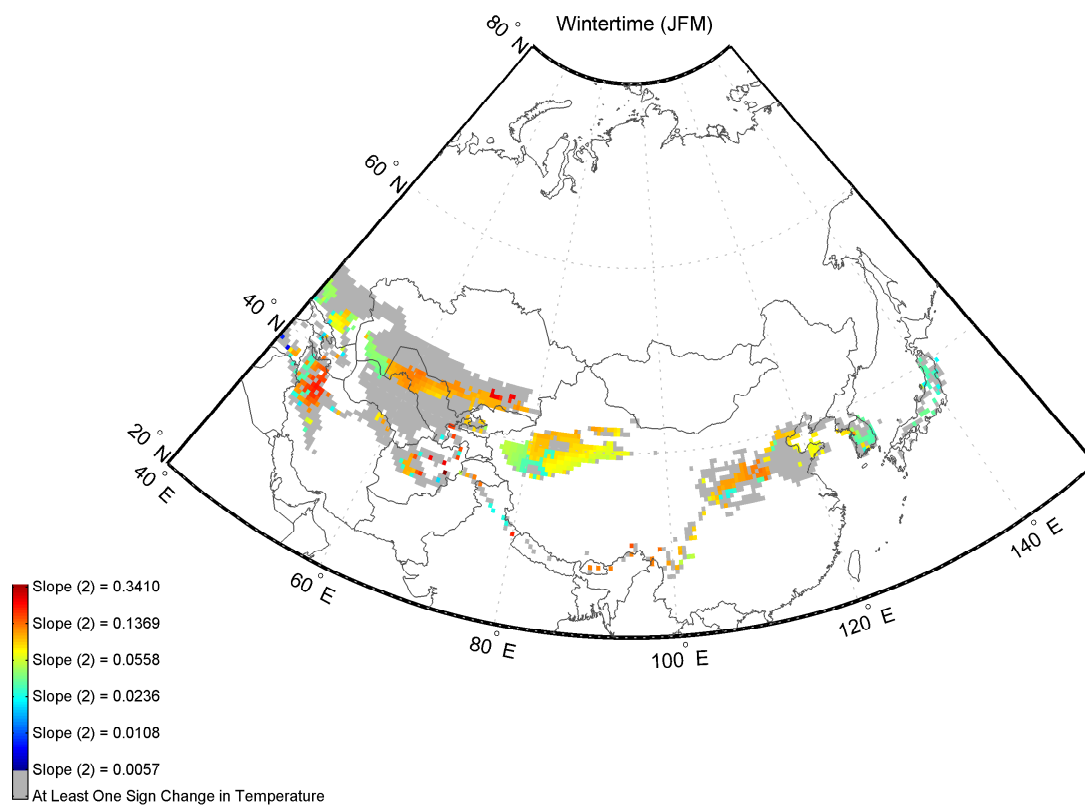 Wintertime (JFM)
80° N
60° N
40° N
20° N
40° E
60° E
80° E
100° E
120° E
140° E
Slope (2) = 0.3410
Slope (2) = 0.1369
Slope (2) = 0.0558
Slope (2) = 0.0236
Slope (2) = 0.0108
Slope (2) = 0.0057
At Least One Sign Change in Temperature